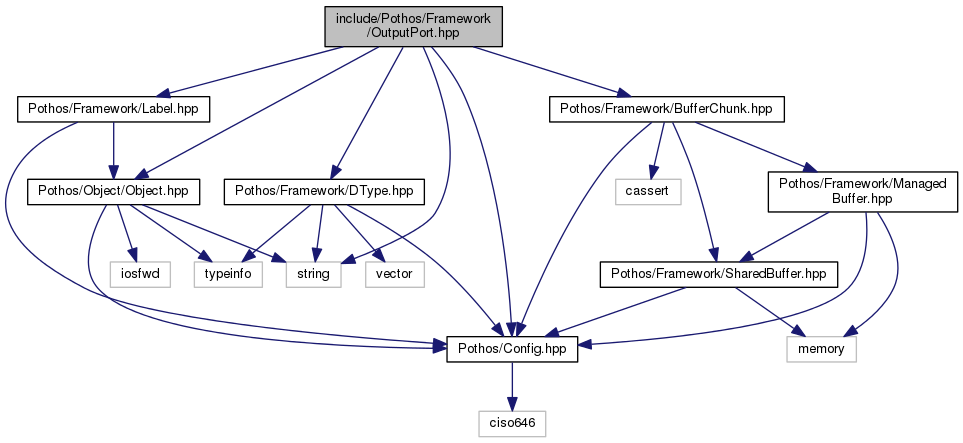 include/Pothos/Framework
/OutputPort.hpp
Pothos/Framework/Label.hpp
Pothos/Framework/BufferChunk.hpp
Pothos/Object/Object.hpp
Pothos/Framework/DType.hpp
cassert
Pothos/Framework/Managed
Buffer.hpp
iosfwd
typeinfo
string
vector
Pothos/Framework/SharedBuffer.hpp
Pothos/Config.hpp
memory
ciso646